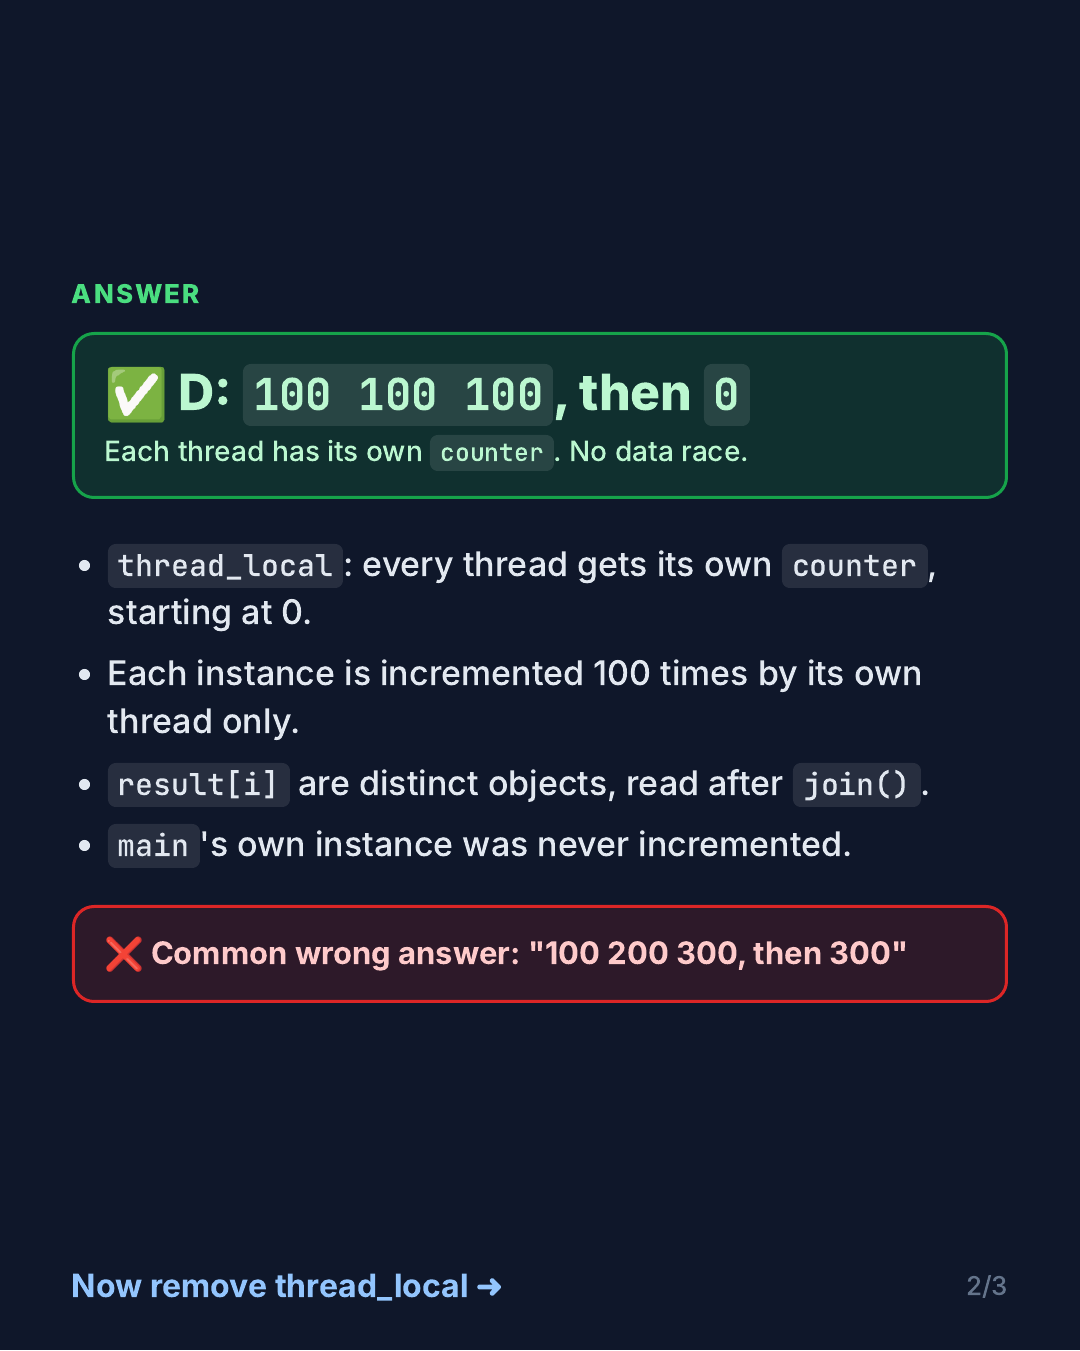 ANSWER
✅ D: 100 100 100, then 0
Each thread has its own counter. No data race.
• thread_local: every thread gets its own counter,
starting at 0.
• Each instance is incremented 100 times by its own
thread only.
• result[i] are distinct objects, read after join().
• main's own instance was never incremented.
❌ Common wrong answer: "100 200 300, then 300"
Now remove thread_local ➜
2/3